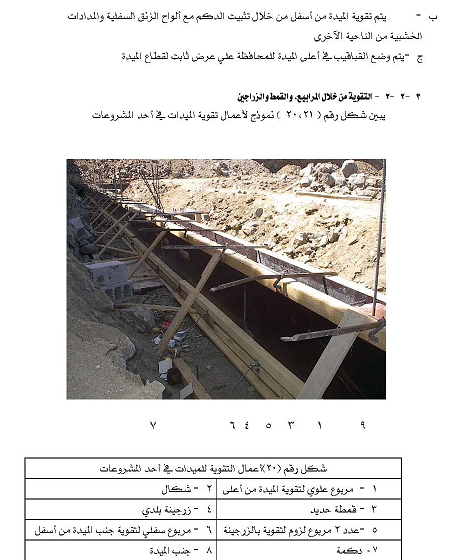 ب - يتم تقوية الميدة من أسفل من خلال تثبيت الدكم مع ألواح الزنق السفلية والمدادات
الخشبية من الناحية الأخرى
ج - يتم وضع القباقيب في أعلى الميدة للمحافظة علي عرض ثابت لقطاع الميدة
٣ -٢ -٢ - التقوية من خلال المرابيع، والقمط والزراجين
يبين شكل رقم ( ٢٠،٢١ ) نموذج لأعمال تقوية الميدات في أحد المشروعات
٧ ٦ ٤ ٥ ٣ ١ ٩
شكل رقم (٢٠)أعمال التقوية للميدات في أحد المشروعات
١ - مربوع علوي لتقوية الميدة من أعلى ٢ - شكال
٣ - قمطة حديد ٤ - زرجينة بلدي
٥ -عدد ٢ مربوع لزوم لتقوية بالزرجينة ٦ - مربوع سفلي لتقوية جنب الميدة من أسفل
٧ - دكمة ٨ - جنب الميدة